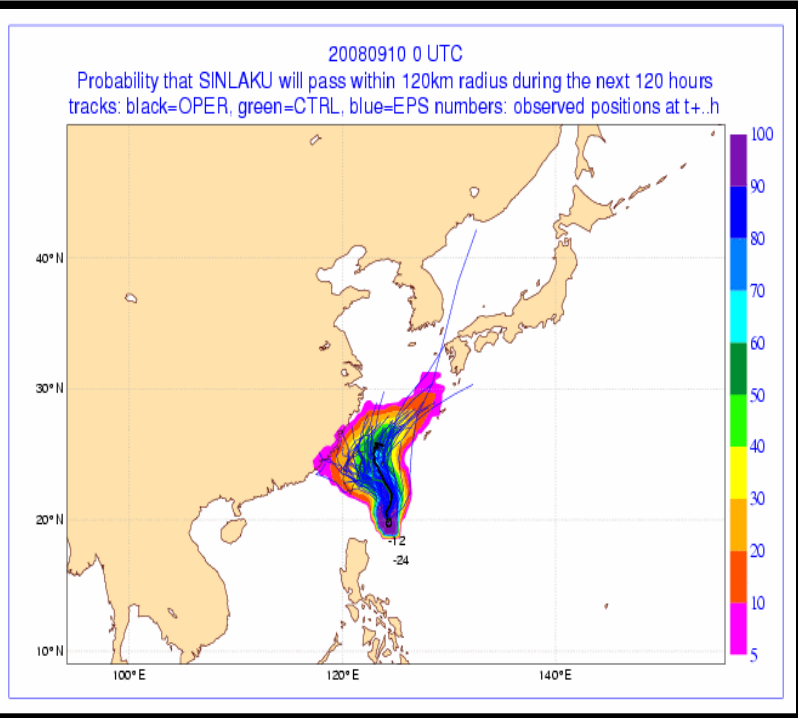 20080910 0 UTC
Probability that SINLAKU will pass within 120km radius during the next 120 hours
tracks: black=OPER, green=CTRL, blue=EPS numbers: observed positions at t+..h
100
90
80
70
60
50
40
30
20
10
5
40°N
30°N
20°N
10°N
0
-12
-24
100°E
120°E
140°E